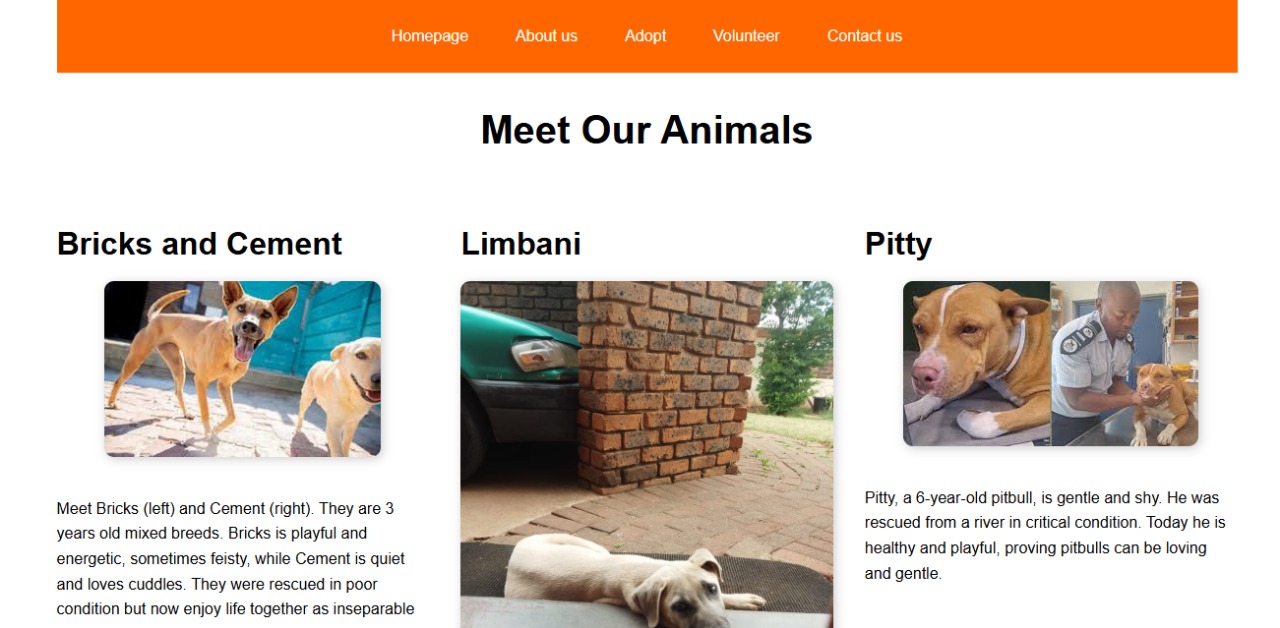 Homepage About us Adopt Volunteer Contact us
Meet Our Animals
Bricks and Cement
Meet Bricks (left) and Cement (right). They are 3
years old mixed breeds. Bricks is playful and
energetic, sometimes feisty, while Cement is quiet
and loves cuddles. They were rescued in poor
condition but now enjoy life together as inseparable
Limbani
Pitty
Pitty, a 6-year-old pitbull, is gentle and shy. He was
rescued from a river in critical condition. Today he is
healthy and playful, proving pitbulls can be loving
and gentle.